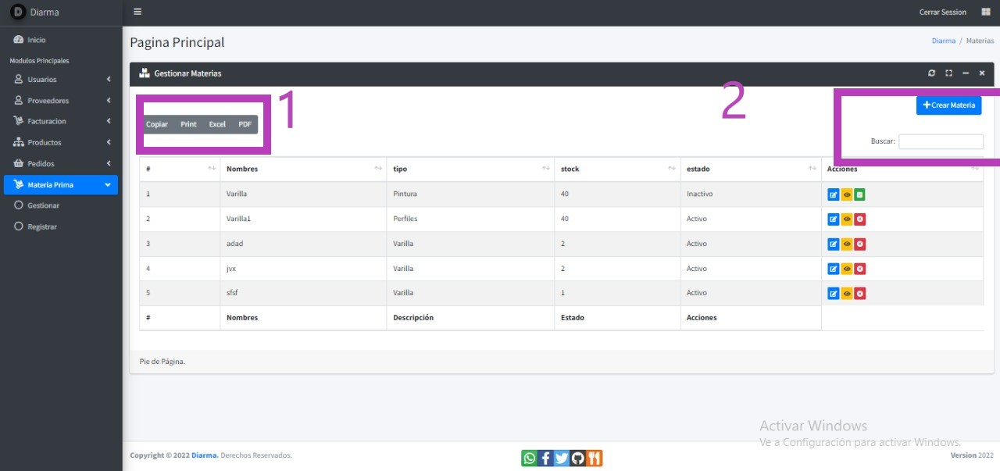 D Diarma
Cerrar Session
Inicio
Pagina Principal
Diarma / Materias
Modulos Principales
Usuarios
Proveedores
Facturacion
Productos
Pedidos
Materia Prima
Gestionar
Registrar
Gestionar Materias
1
2
Crear Materia
Copiar Print Excel PDF
Buscar:
# Nombres tipo stock estado Acciones
1 Varilla Pintura 40 Inactivo
2 Varilla1 Perfiles 40 Activo
3 adad Varilla 2 Activo
4 jvx Varilla 2 Activo
5 sfsf Varilla 1 Activo
# Nombres Descripción Estado Acciones
Pie de Página.
Activar Windows
Ve a Configuración para activar Windows.
Copyright © 2022 Diarma. Derechos Reservados.
Version 2022